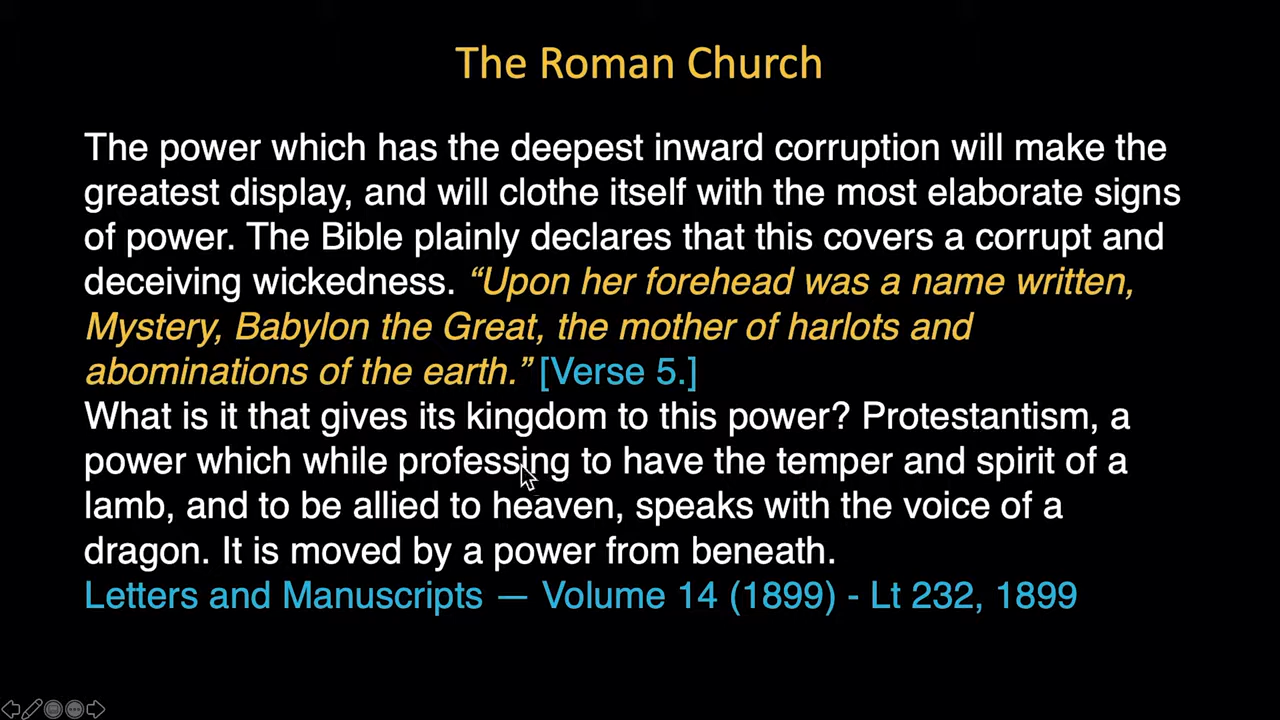 The Roman Church
The power which has the deepest inward corruption will make the
greatest display, and will clothe itself with the most elaborate signs
of power. The Bible plainly declares that this covers a corrupt and
deceiving wickedness. “Upon her forehead was a name written,
Mystery, Babylon the Great, the mother of harlots and
abominations of the earth.” [Verse 5.]
What is it that gives its kingdom to this power? Protestantism, a
power which while professing to have the temper and spirit of a
lamb, and to be allied to heaven, speaks with the voice of a
dragon. It is moved by a power from beneath.
Letters and Manuscripts — Volume 14 (1899) - Lt 232, 1899